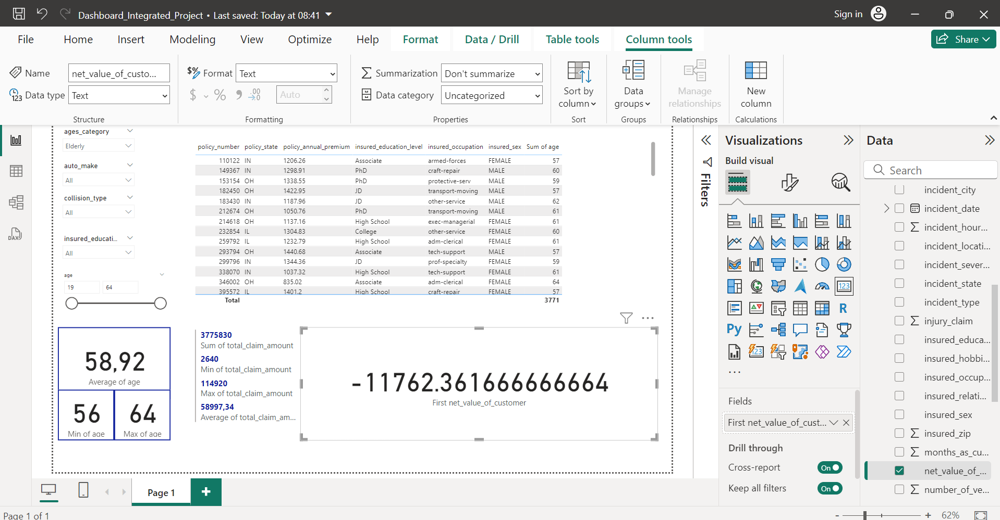 Dashboard_Integrated_Project • Last saved: Today at 08:41
Sign in
File Home Insert Modeling View Optimize Help Format Data / Drill Table tools Column tools
Share
Name net_value_of_custo...
Data type Text
Structure
Format Text
$ % 9 .00 Auto
Formatting
Summarization Don't summarize
Data category Uncategorized
Properties
Sort by
column
Sort
Data
groups
Groups
Manage
relationships
Relationships
New
column
Calculations
ages_category
Elderly
auto_make
All
collision_type
All
insured_educati...
All
age
19 64
policy_number policy_state policy_annual_premium insured_education_level insured_occupation insured_sex Sum of age
110122 IN 1206.26 Associate armed-forces FEMALE 57
149367 IN 1298.91 PhD craft-repair MALE 60
153154 OH 1338.55 PhD protective-serv MALE 59
182450 OH 1422.95 JD transport-moving MALE 57
183430 IN 1187.96 JD other-service MALE 62
212674 OH 1050.76 PhD transport-moving MALE 61
214618 OH 1137.16 High School exec-managerial FEMALE 61
232854 IL 1304.83 College other-service FEMALE 60
259792 IL 1232.79 High School adm-clerical FEMALE 61
293794 OH 1440.68 Associate tech-support MALE 57
299796 IN 1344.36 JD prof-specialty FEMALE 59
338070 IN 1037.32 High School tech-support FEMALE 61
346002 OH 835.02 Associate adm-clerical FEMALE 64
395572 IL 1401.2 High School craft-repair FEMALE 57
Total 3771
58,92
Average of age
56
Min of age
64
Max of age
3775830
Sum of total_claim_amount
2640
Min of total_claim_amount
114920
Max of total_claim_amount
58997,34
Average of total_claim_am...
-11762.361666666664
First net_value_of_customer
Filters
Visualizations
Build visual
123
R
Py
123
...
Fields
First net_value_of_cust...
Drill through
Cross-report On
Keep all filters On
Data
Search
incident_city
incident_date
incident_hour...
incident_locati...
incident_sever...
incident_state
incident_type
injury_claim
insured_educa...
insured_hobbi...
insured_occup...
insured_relati...
insured_sex
insured_zip
months_as_cu...
net_value_of_...
number_of_ve...
DAX
Page 1
Page 1 of 1
- + 62%